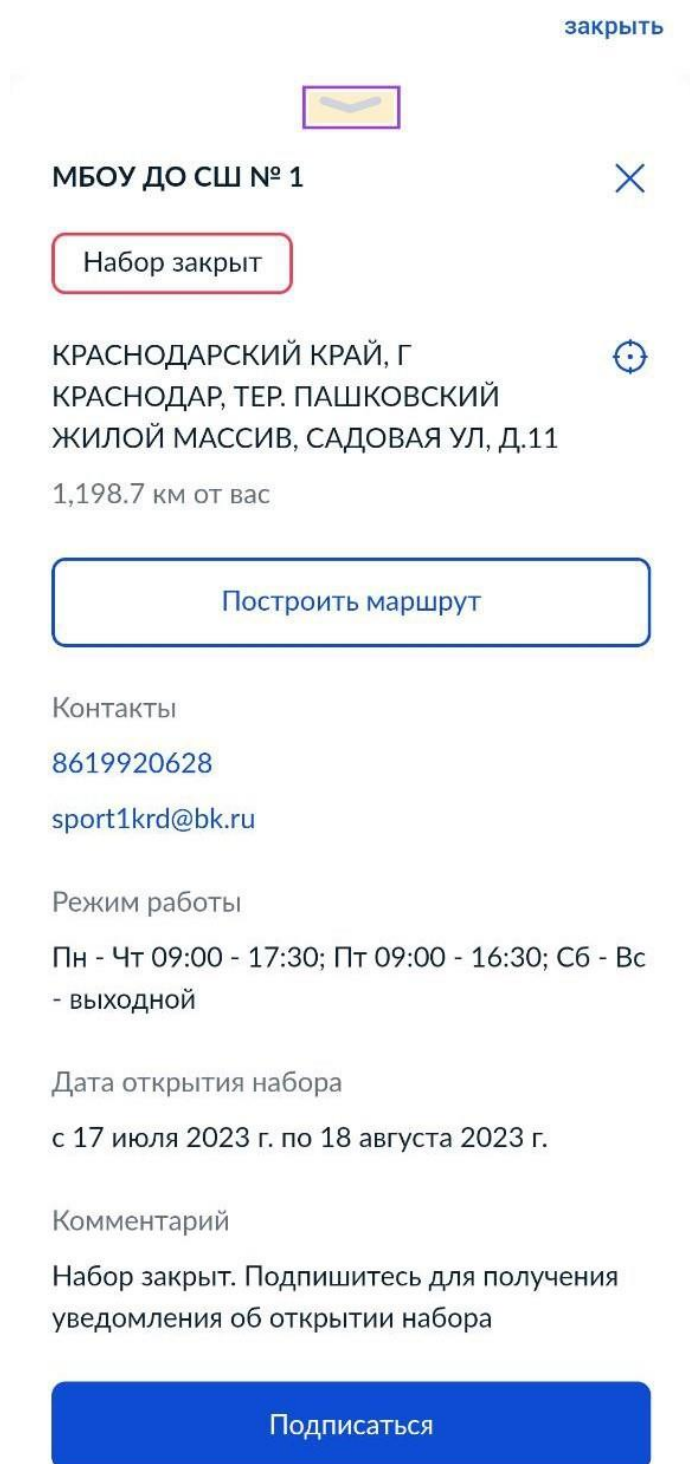 закрыть
МБОУ ДО СШ № 1
Набор закрыт
КРАСНОДАРСКИЙ КРАЙ, Г
КРАСНОДАР, ТЕР. ПАШКОВСКИЙ
ЖИЛОЙ МАССИВ, САДОВАЯ УЛ, Д.11
1,198.7 км от вас
Построить маршрут
Контакты
8619920628
sport1krd@bk.ru
Режим работы
Пн - Чт 09:00 - 17:30; Пт 09:00 - 16:30; Сб - Вс
- выходной
Дата открытия набора
с 17 июля 2023 г. по 18 августа 2023 г.
Комментарий
Набор закрыт. Подпишитесь для получения
уведомления об открытии набора
Подписаться